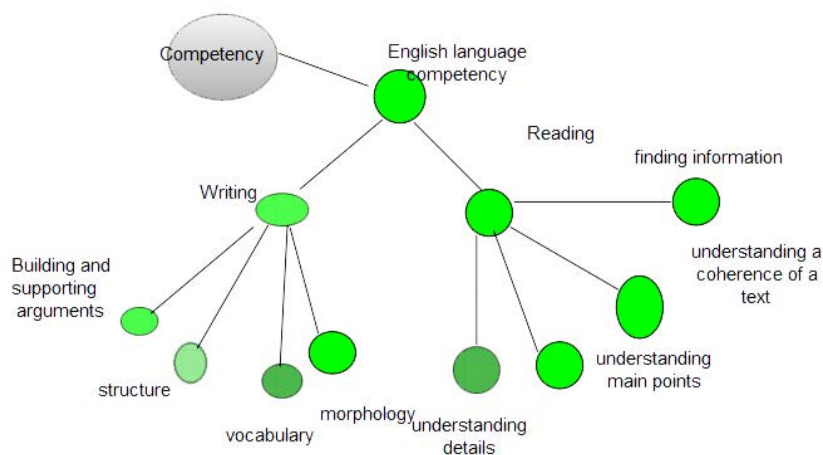 Competency
English language
competency
Reading
finding information
Writing
understanding a
coherence of a
text
Building and
supporting
arguments
understanding
main points
structure
morphology
understanding
details
vocabulary